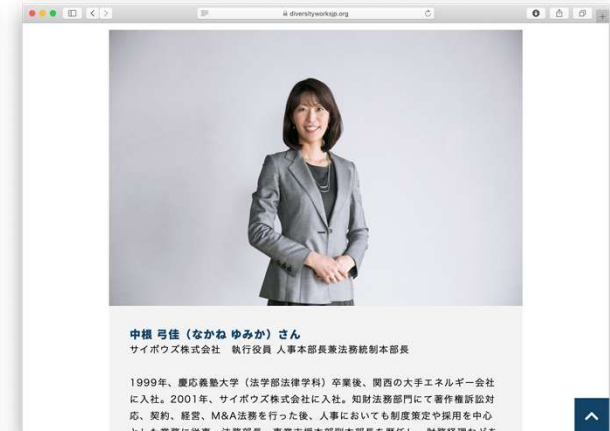 diversityworksjp.org
中根 弓佳（なかね ゆみか）さん
サイボウズ株式会社　執行役員 人事本部長兼法務統制本部長
1999年、慶応義塾大学（法学部法律学科）卒業後、関西の大手エネルギー会社
に入社。2001年、サイボウズ株式会社に入社。知財法務部門にて著作権訴訟対
応、契約、経営、M&A法務を行った後、人事においても制度策定や採用を中心